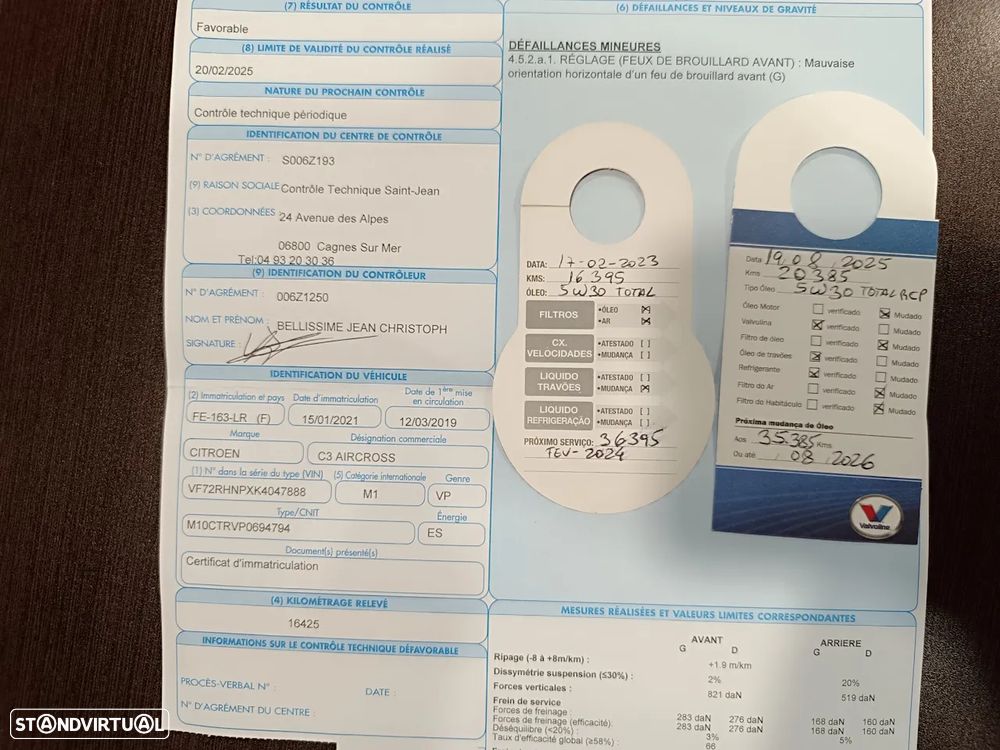 (7) RÉSULTAT DU CONTRÔLE
Favorable
(8) LIMITE DE VALIDITÉ DU CONTRÔLE RÉALISÉ
20/02/2025
NATURE DU PROCHAIN CONTRÔLE
Contrôle technique périodique
IDENTIFICATION DU CENTRE DE CONTRÔLE
N° D'AGRÉMENT : S006Z193
(9) RAISON SOCIALE Contrôle Technique Saint-Jean
(3) COORDONNÉES 24 Avenue des Alpes
06800 Cagnes Sur Mer
Tel:04 93 20 30 36
(9) IDENTIFICATION DU CONTRÔLEUR
N° D'AGRÉMENT : 006Z1250
NOM ET PRÉNOM : BELLISSIME JEAN CHRISTOPH
SIGNATURE :
IDENTIFICATION DU VÉHICULE
(2) Immatriculation et pays Date d'immatriculation Date de 1ère mise en circulation
FE-163-LR (F) 15/01/2021 12/03/2019
Marque Désignation commerciale
CITROEN C3 AIRCROSS
(1) N° dans la série du type (VIN) (5) Catégorie internationale Genre
VF72RHNPXK4047888 M1 VP
Type/CNIT Énergie
M10CTRVP0694794 ES
Document(s) présenté(s)
Certificat d'immatriculation
(4) KILOMÉTRAGE RELEVÉ
16425
INFORMATIONS SUR LE CONTRÔLE TECHNIQUE DÉFAVORABLE
PROCÈS-VERBAL N° : DATE :
N° D'AGRÉMENT DU CENTRE :
(6) DÉFAILLANCES ET NIVEAUX DE GRAVITÉ
DÉFAILLANCES MINEURES
4.5.2.a.1. RÉGLAGE (FEUX DE BROUILLARD AVANT) : Mauvaise
orientation horizontale d'un feu de brouillard avant (G)
DATA: 17-02-2023
KMS: 16 395
ÓLEO: 5W30 TOTAL
FILTROS •ÓLEO [X]
•AR [X]
CX. VELOCIDADES •ATESTADO [ ]
•MUDANÇA [ ]
LIQUIDO TRAVÕES •ATESTADO [ ]
•MUDANÇA [X]
LIQUIDO REFRIGERAÇÃO •ATESTADO [ ]
•MUDANÇA [ ]
PRÓXIMO SERVIÇO: 36395
FEV-2024
Data 19.08.2025
Kms 20385
Tipo Óleo 5W30 TOTAL RCP
Óleo Motor verificado Mudado
Valvulina verificado Mudado
Filtro de óleo verificado Mudado
Óleo de travões verificado Mudado
Refrigerante verificado Mudado
Filtro do Ar verificado Mudado
Filtro do Habitáculo verificado Mudado
Próxima mudança de Óleo
Aos 35.385 Kms
Ou até .08.2026
Valvoline
MESURES RÉALISÉES ET VALEURS LIMITES CORRESPONDANTES
AVANT ARRIERE
G D G D
Ripage (-8 à +8m/km) : +1.9 m/km
Dissymétrie suspension (≤30%) : 2% 20%
Forces verticales : 821 daN 519 daN
Frein de service
Forces de freinage : 283 daN 276 daN 168 daN 160 daN
Forces de freinage (efficacité): 283 daN 276 daN 168 daN 160 daN
Déséquilibre (<20%) : 3% 5%
Taux d'efficacité global (≥58%) : 66
STANDVIRTUAL